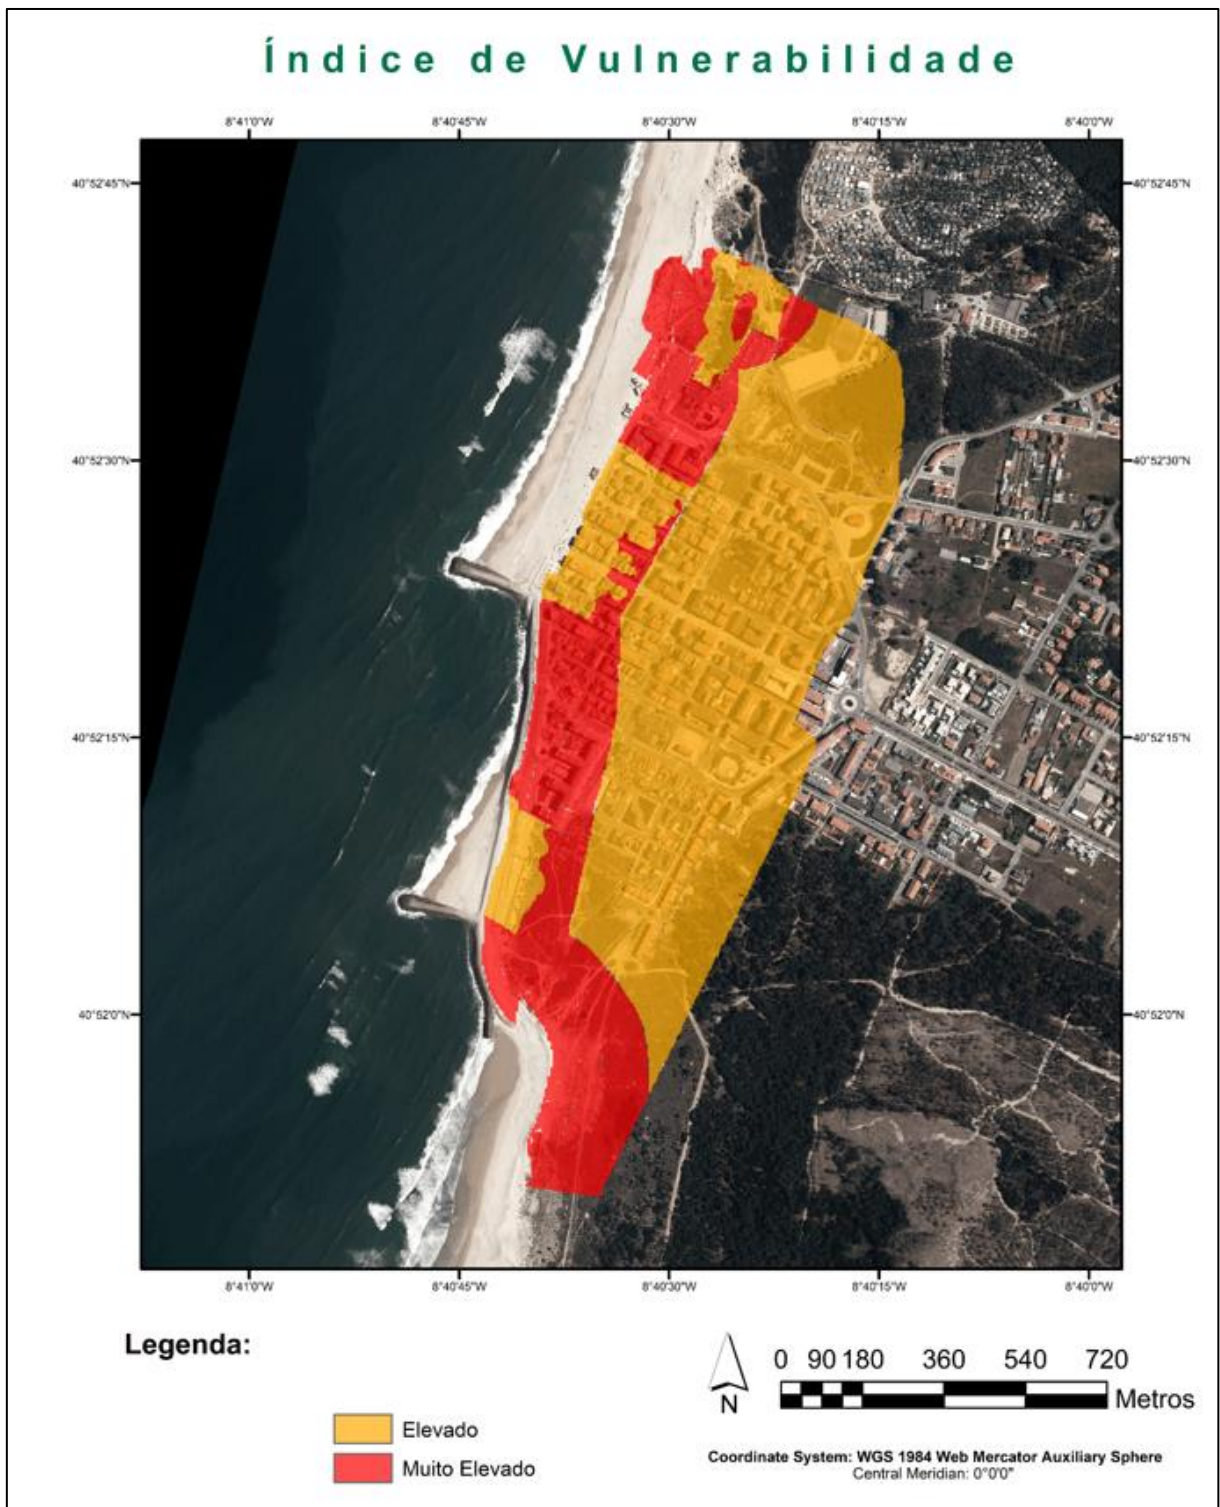 Índice de Vulnerabilidade
8°41'0"W 8°40'45"W 8°40'30"W 8°40'15"W 8°40'0"W
40°52'45"N 40°52'45"N
40°52'30"N 40°52'30"N
40°52'15"N 40°52'15"N
40°52'0"N 40°52'0"N
8°41'0"W 8°40'45"W 8°40'30"W 8°40'15"W 8°40'0"W
Legenda:
Elevado
Muito Elevado
N
0 90 180 360 540 720
Metros
Coordinate System: WGS 1984 Web Mercator Auxiliary Sphere
Central Meridian: 0°0'0"